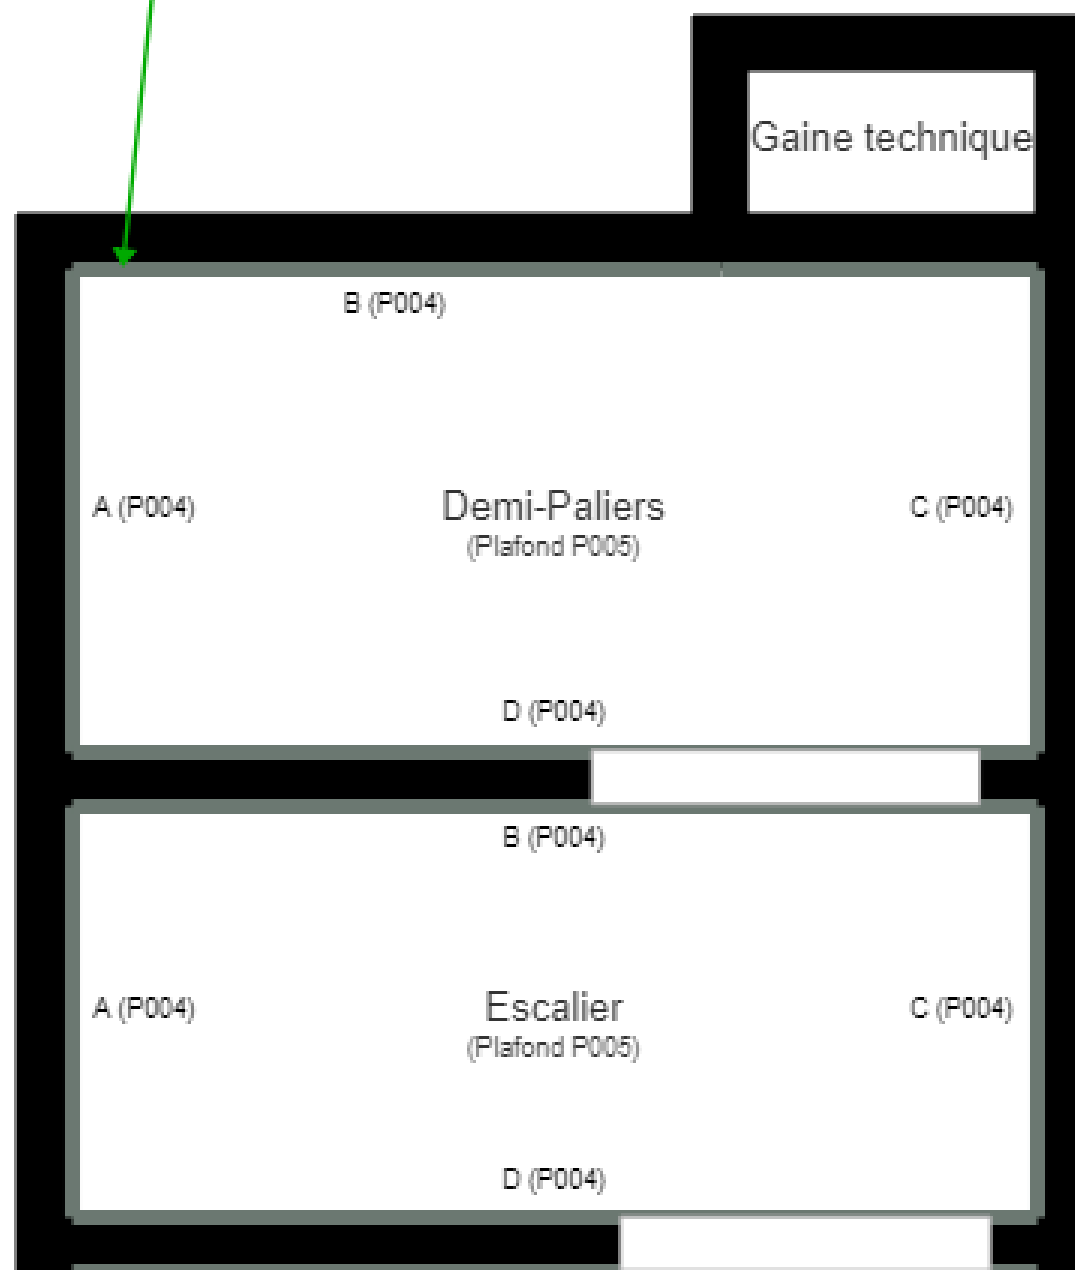 Gaine technique
B (P004)
A (P004)
Demi-Paliers
(Plafond P005)
C (P004)
D (P004)
B (P004)
A (P004)
Escalier
(Plafond P005)
C (P004)
D (P004)